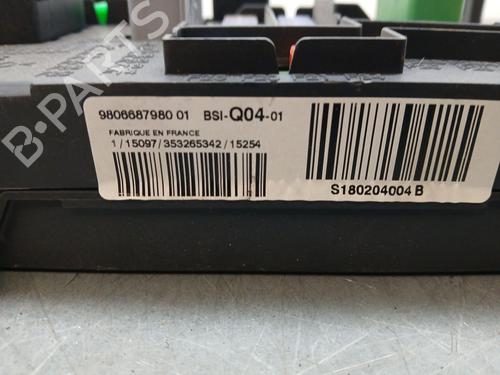 B-PARTS
9806687980 01 BSI-Q04-01
FABRIQUE EN FRANCE
1/15097/353265342/15254
S180204004 B